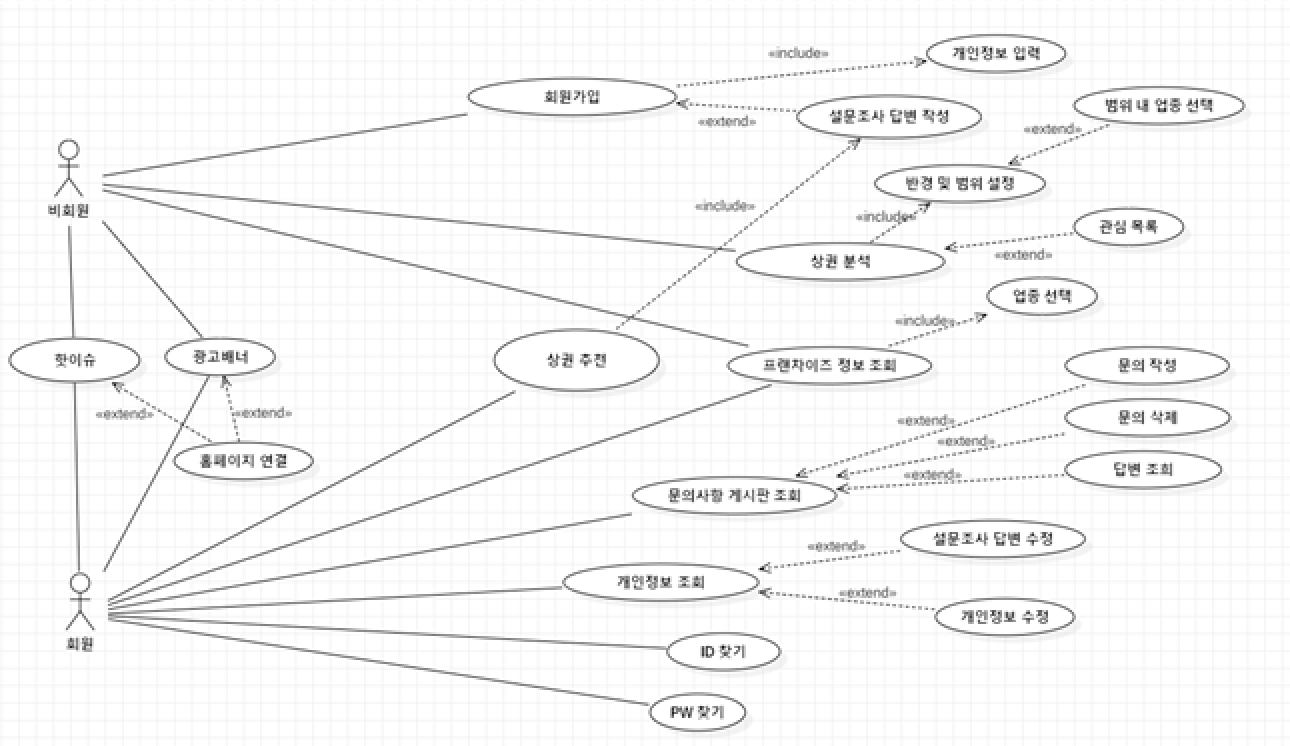 «include»
개인정보 입력
회원가입
설문조사 답변 작성
«extend»
범위 내 업종 선택
«extend»
비회원
반경 및 범위 설정
«include»
«include»
관심 목록
«extend»
상권 분석
업종 선택
«include»
핫이슈
광고배너
상권 추천
프랜차이즈 정보 조회
문의 작성
«extend»
«extend»
«extend»
문의 삭제
«extend»
홈페이지 연결
답변 조회
«extend»
문의사항 게시판 조회
설문조사 답변 수정
«extend»
개인정보 조회
«extend»
개인정보 수정
회원
ID 찾기
PW 찾기